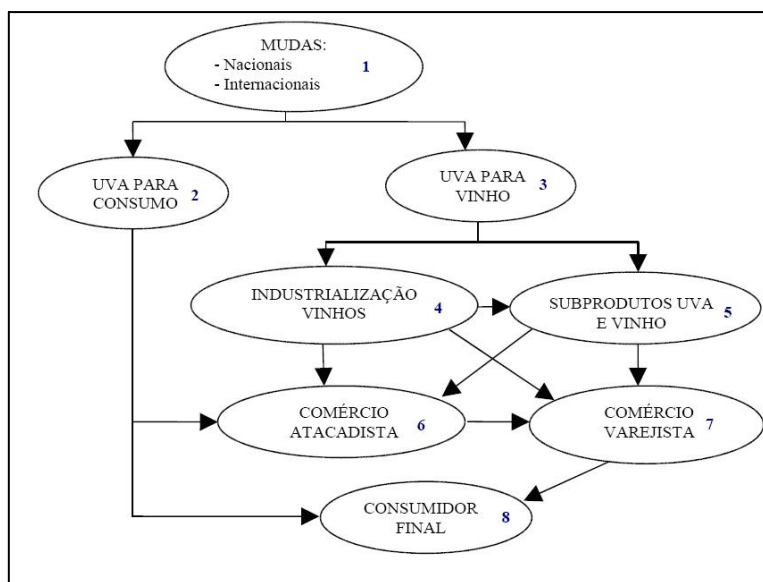 MUDAS:
- Nacionais
- Internacionais
1
UVA PARA
CONSUMO
2
UVA PARA
VINHO
3
INDUSTRIALIZAÇÃO
VINHOS
4
SUBPRODUTOS UVA
E VINHO
5
COMÉRCIO
ATACADISTA
6
COMÉRCIO
VAREJISTA
7
CONSUMIDOR
FINAL
8